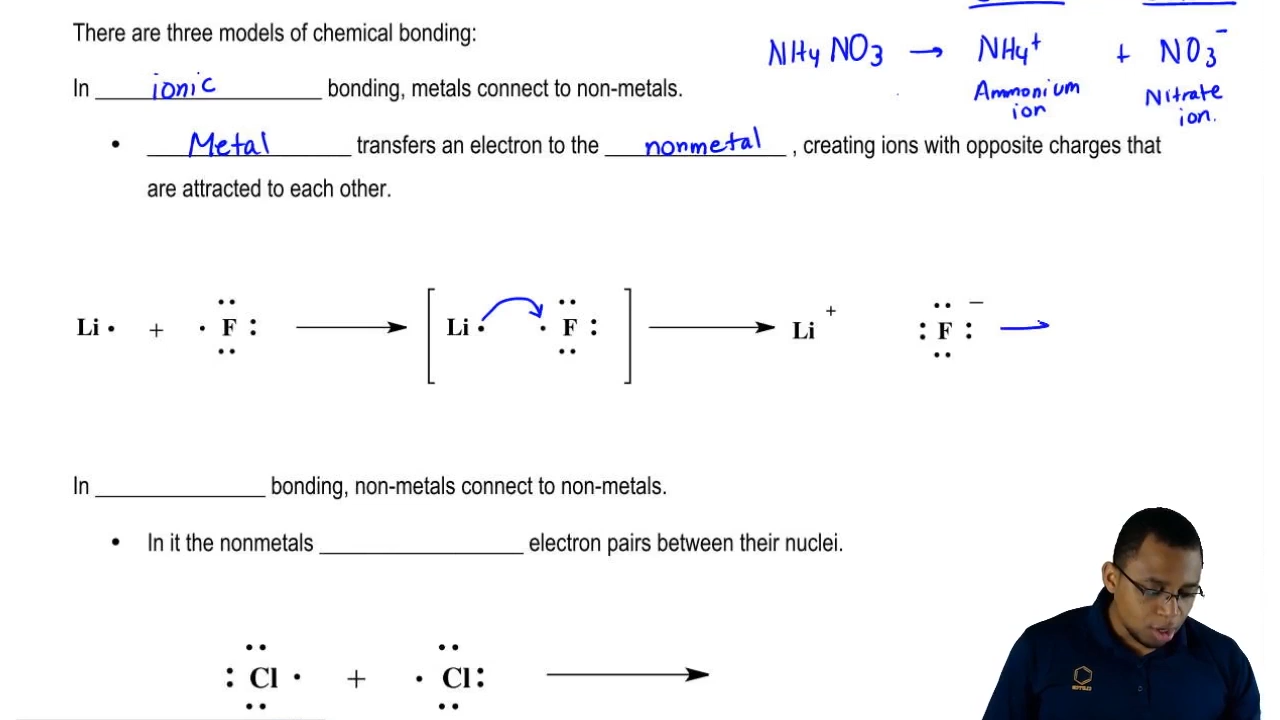 There are three models of chemical bonding:
NH4 NO3 → NH4+ + NO3-
In ionic bonding, metals connect to non-metals.
Ammonium ion
Nitrate ion.
• Metal transfers an electron to the nonmetal, creating ions with opposite charges that
are attracted to each other.
Li· + ·F: → [Li· ·F:] → Li+ :F:- →
In ____________ bonding, non-metals connect to non-metals.
• In it the nonmetals ____________ electron pairs between their nuclei.
:Cl· + ·Cl: →